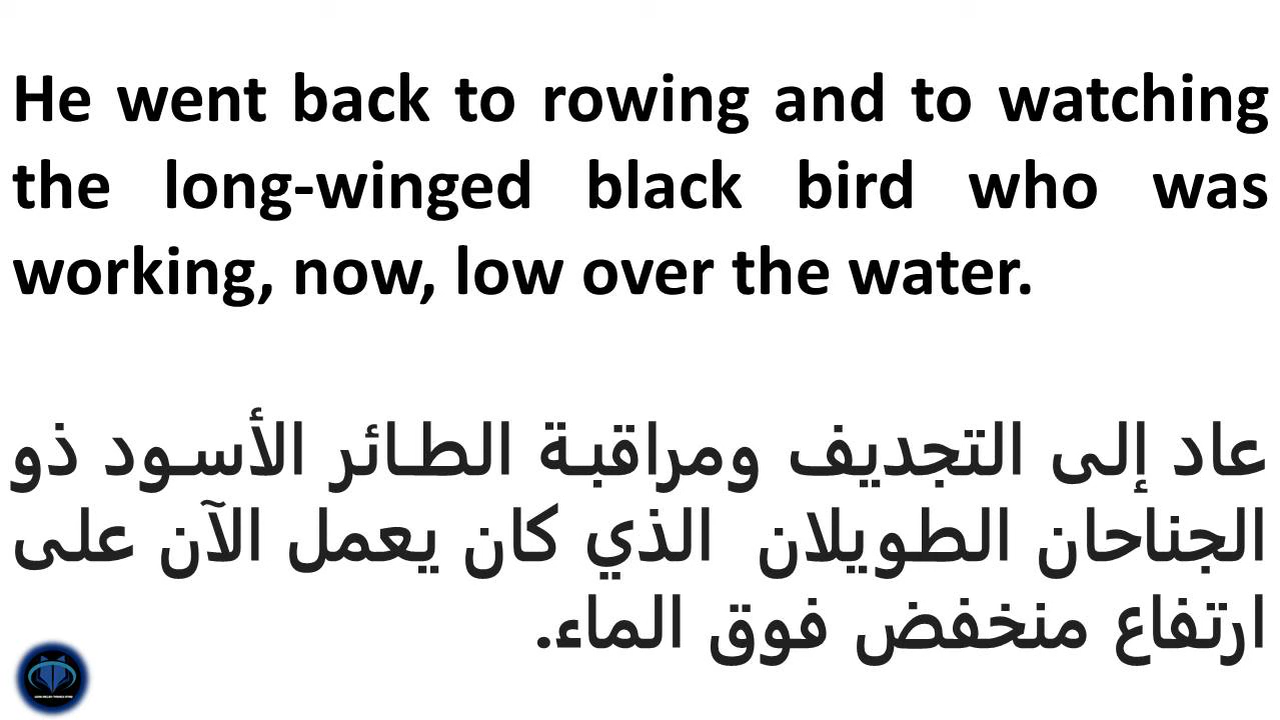 He went back to rowing and to watching
the long-winged black bird who was
working, now, low over the water.
عاد إلى التجديف ومراقبة الطائر الأسود ذو
الجناحان الطويلان الذي كان يعمل الآن على
ارتفاع منخفض فوق الماء.